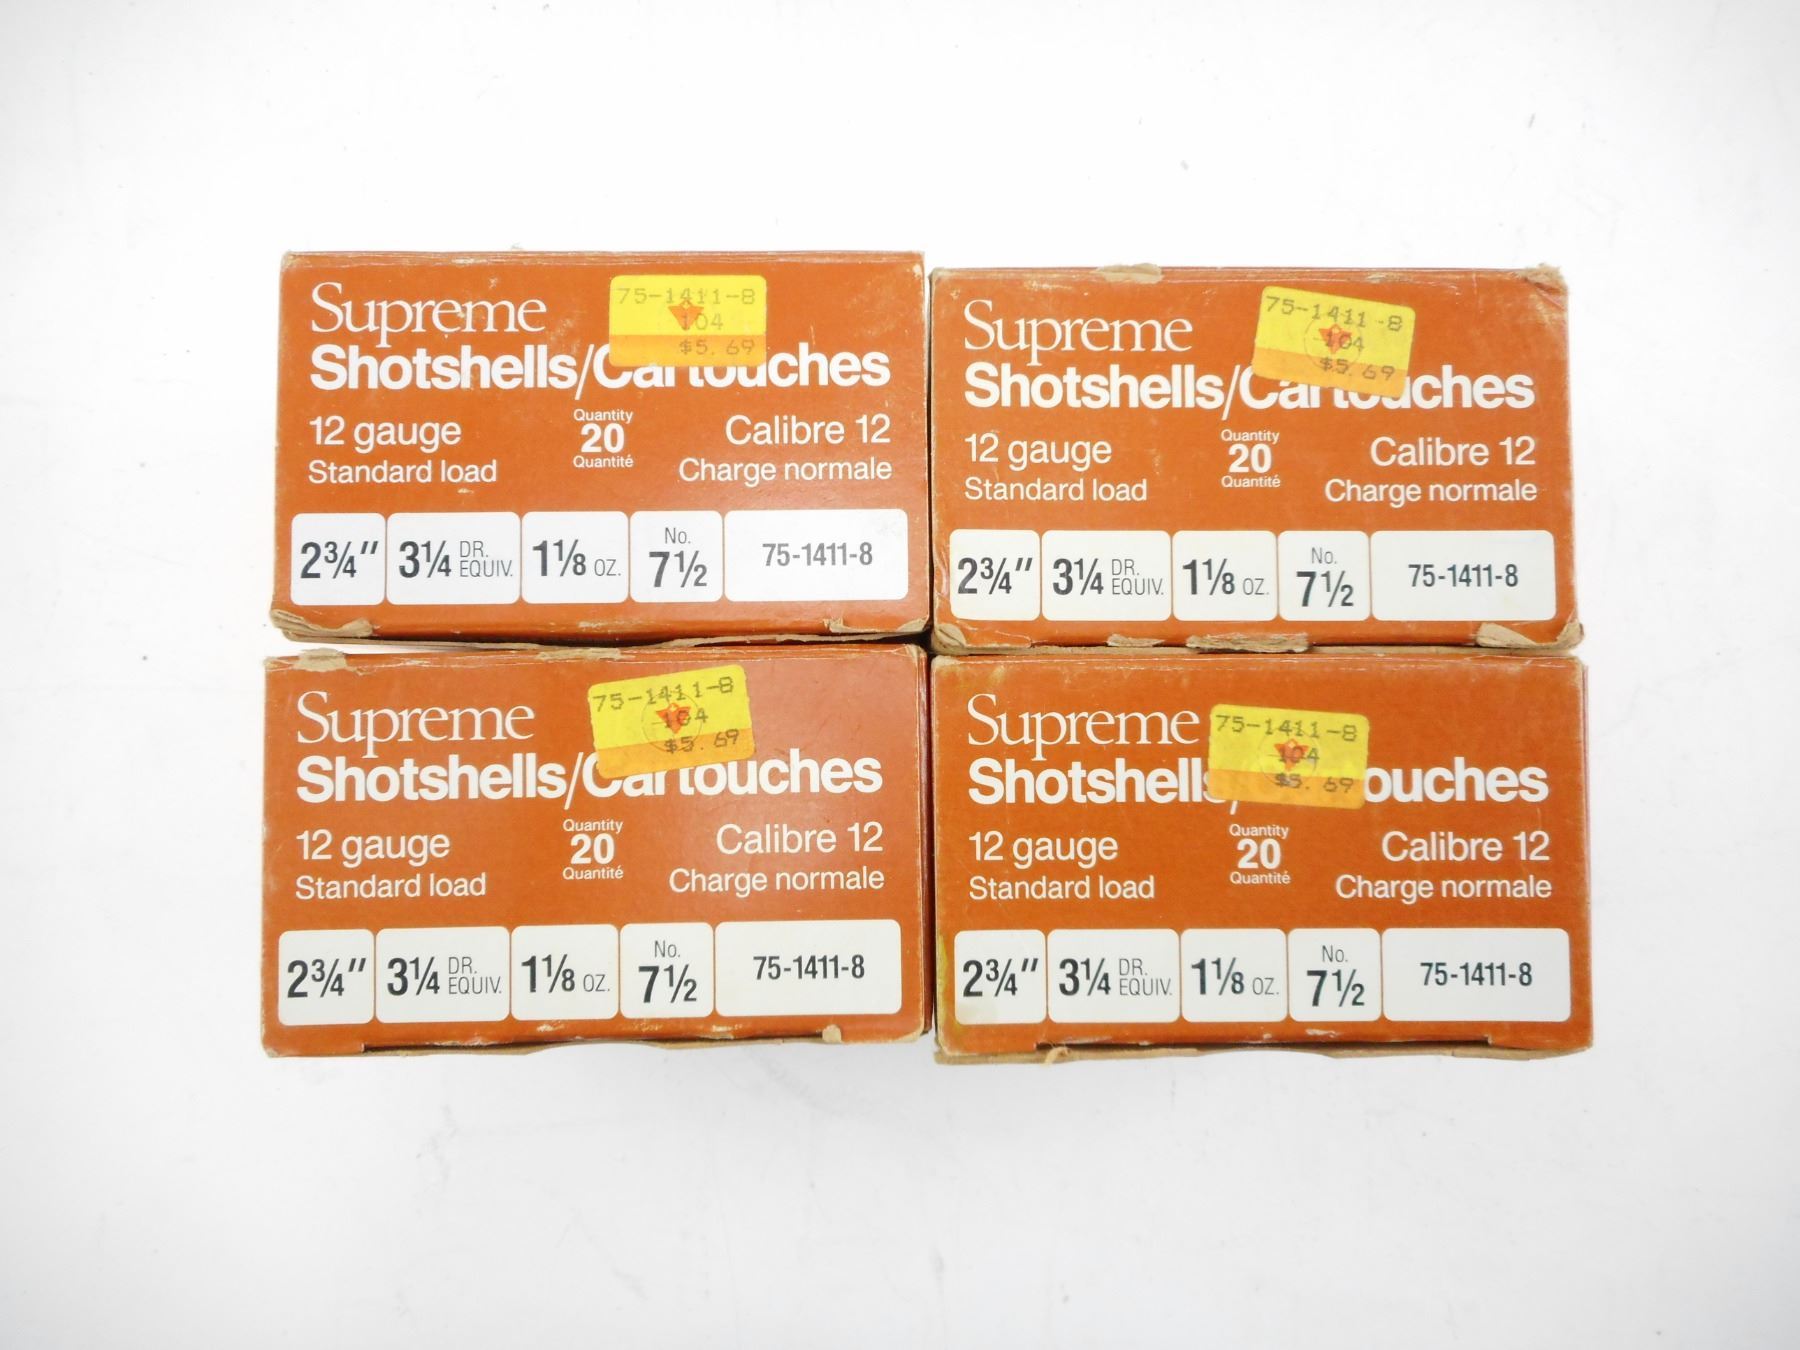 Supreme
75-1411-8
104
$5.69
Shotshells/Cartouches
12 gauge
Quantity
20
Quantité
Calibre 12
Standard load
Charge normale
2¾" 3¼ DR. EQUIV. 1⅛ OZ. No. 7½ 75-1411-8
Supreme
75-1411-8
104
$5.69
Shotshells/Cartouches
12 gauge
Quantity
20
Quantité
Calibre 12
Standard load
Charge normale
2¾" 3¼ DR. EQUIV. 1⅛ OZ. No. 7½ 75-1411-8
Supreme
75-1411-8
104
$5.69
Shotshells/Cartouches
12 gauge
Quantity
20
Quantité
Calibre 12
Standard load
Charge normale
2¾" 3¼ DR. EQUIV. 1⅛ OZ. No. 7½ 75-1411-8
Supreme
75-1411-8
104
$5.69
Shotshells/ ouches
12 gauge
Quantity
20
Quantité
Calibre 12
Standard load
Charge normale
2¾" 3¼ DR. EQUIV. 1⅛ OZ. No. 7½ 75-1411-8